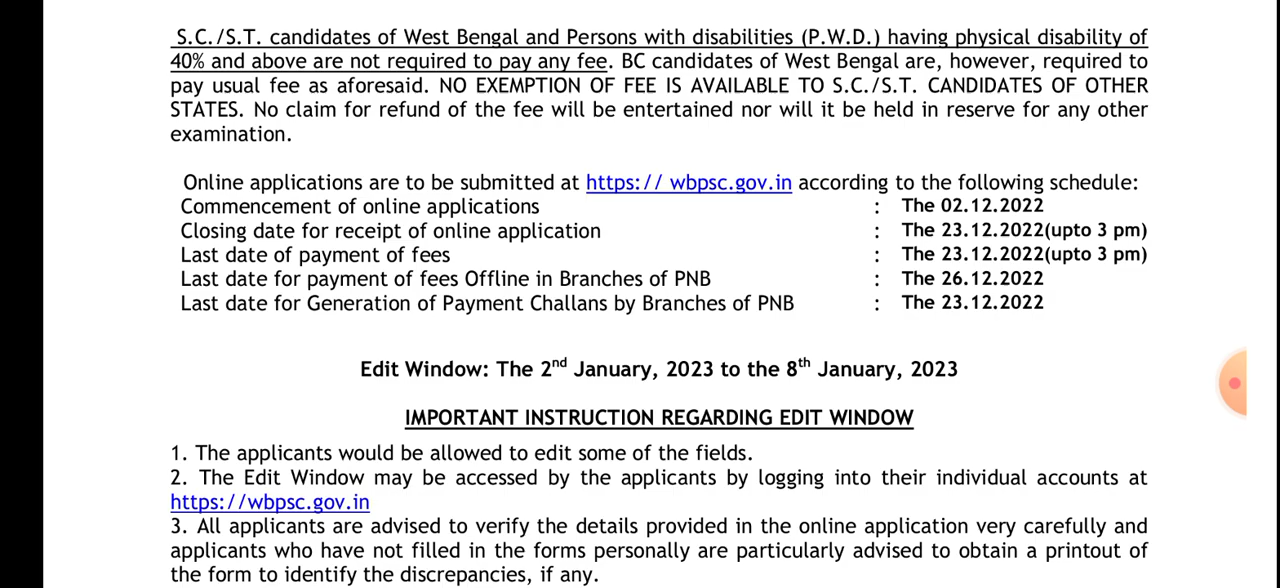 S.C./S.T. candidates of West Bengal and Persons with disabilities (P.W.D.) having physical disability of
40% and above are not required to pay any fee. BC candidates of West Bengal are, however, required to
pay usual fee as aforesaid. NO EXEMPTION OF FEE IS AVAILABLE TO S.C./S.T. CANDIDATES OF OTHER
STATES. No claim for refund of the fee will be entertained nor will it be held in reserve for any other
examination.
Online applications are to be submitted at https:// wbpsc.gov.in according to the following schedule:
Commencement of online applications : The 02.12.2022
Closing date for receipt of online application : The 23.12.2022(upto 3 pm)
Last date of payment of fees : The 23.12.2022(upto 3 pm)
Last date for payment of fees Offline in Branches of PNB : The 26.12.2022
Last date for Generation of Payment Challans by Branches of PNB : The 23.12.2022
Edit Window: The 2nd January, 2023 to the 8th January, 2023
IMPORTANT INSTRUCTION REGARDING EDIT WINDOW
1. The applicants would be allowed to edit some of the fields.
2. The Edit Window may be accessed by the applicants by logging into their individual accounts at
https://wbpsc.gov.in
3. All applicants are advised to verify the details provided in the online application very carefully and
applicants who have not filled in the forms personally are particularly advised to obtain a printout of
the form to identify the discrepancies, if any.